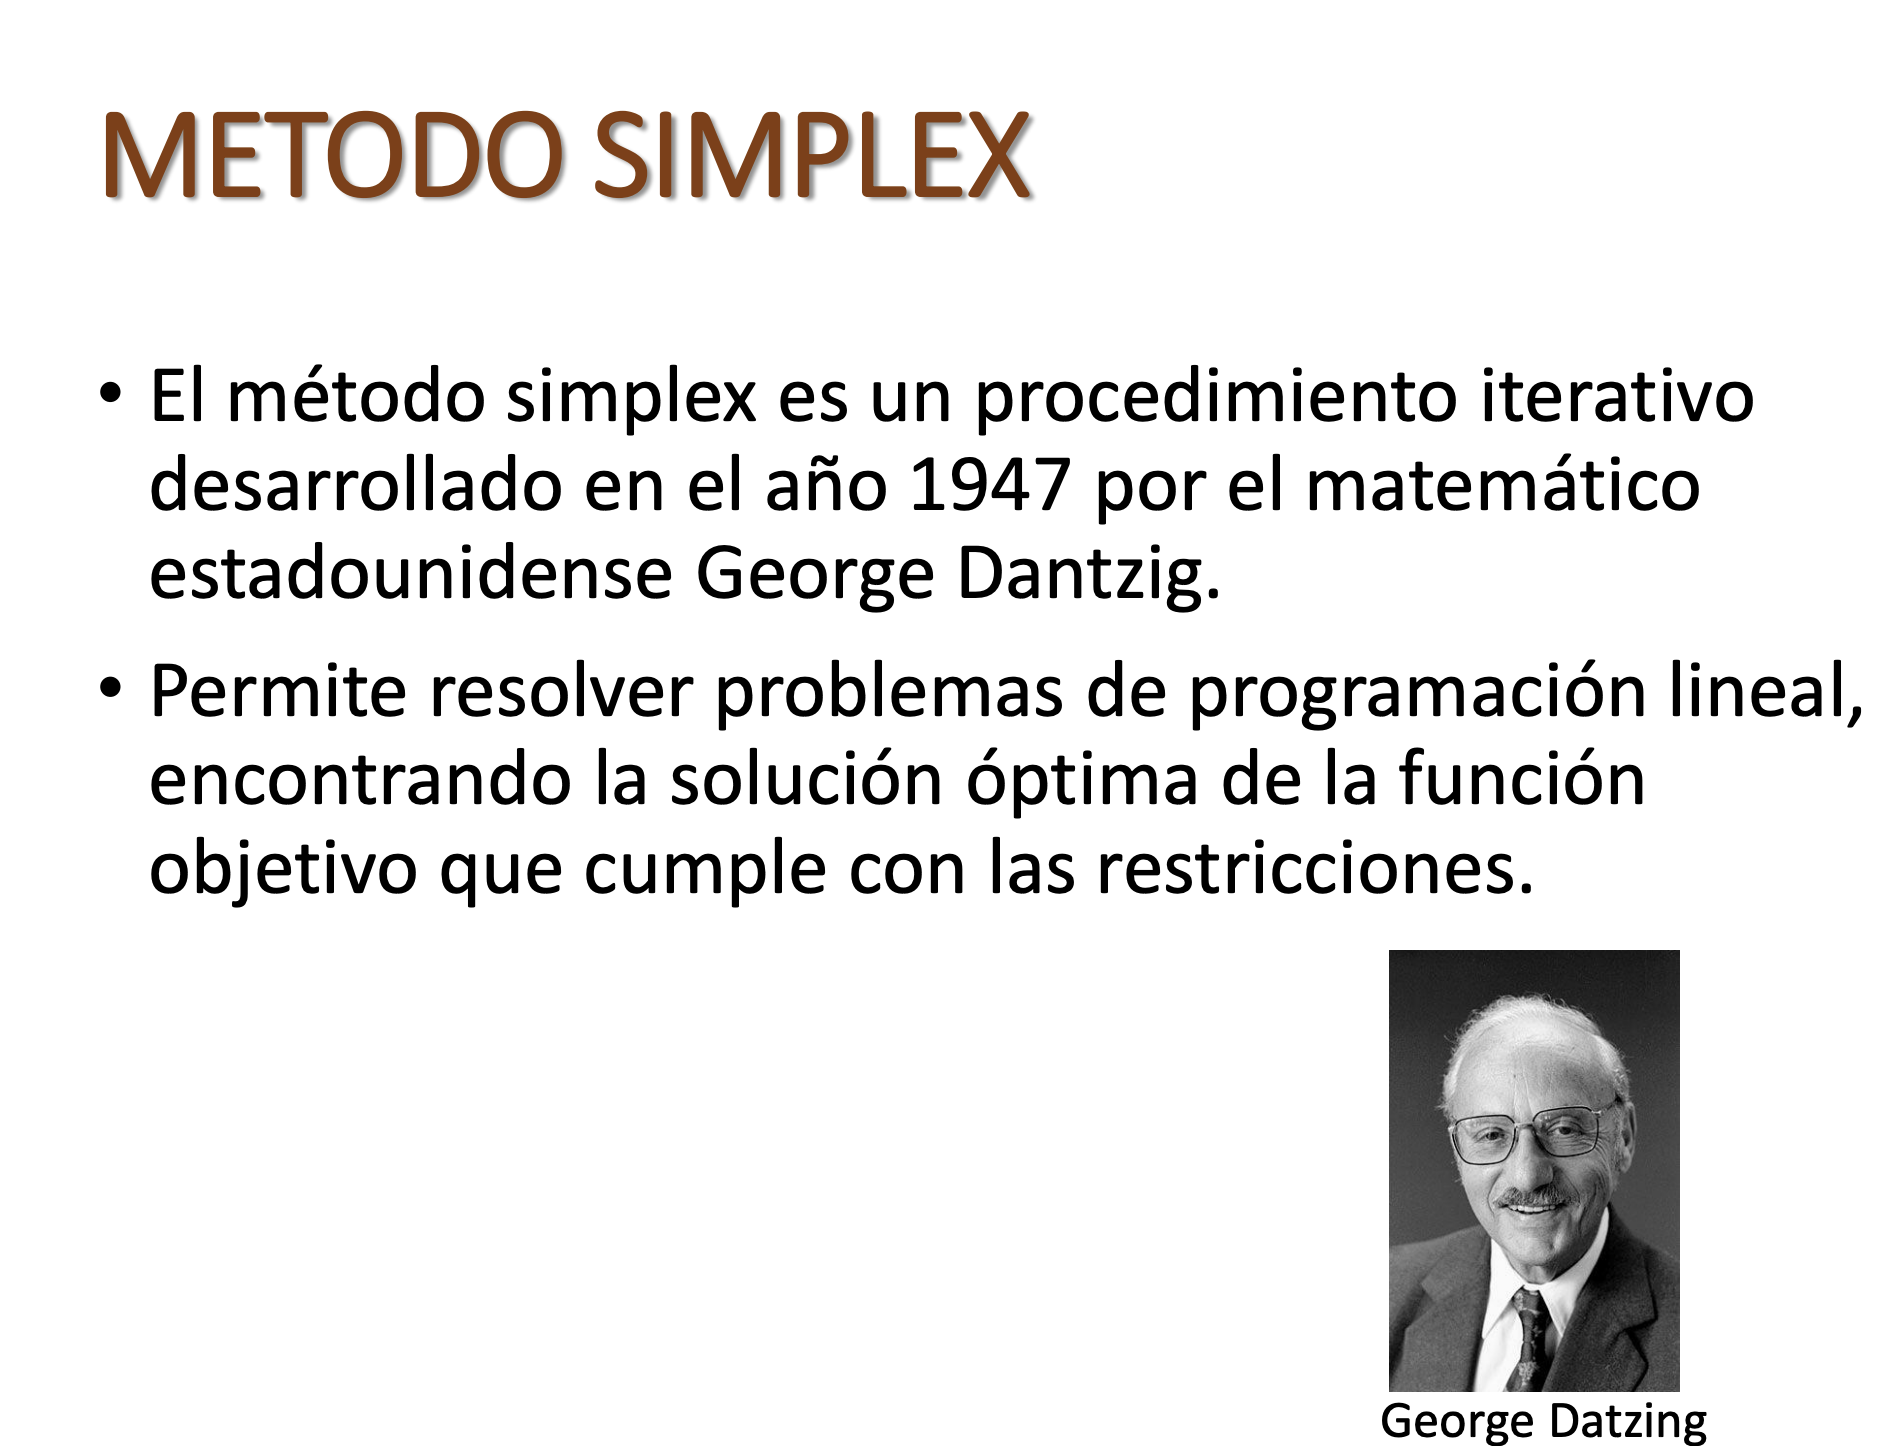 METODO SIMPLEX
• El método simplex es un procedimiento iterativo
desarrollado en el año 1947 por el matemático
estadounidense George Dantzig.
• Permite resolver problemas de programación lineal,
encontrando la solución óptima de la función
objetivo que cumple con las restricciones.
George Datzing